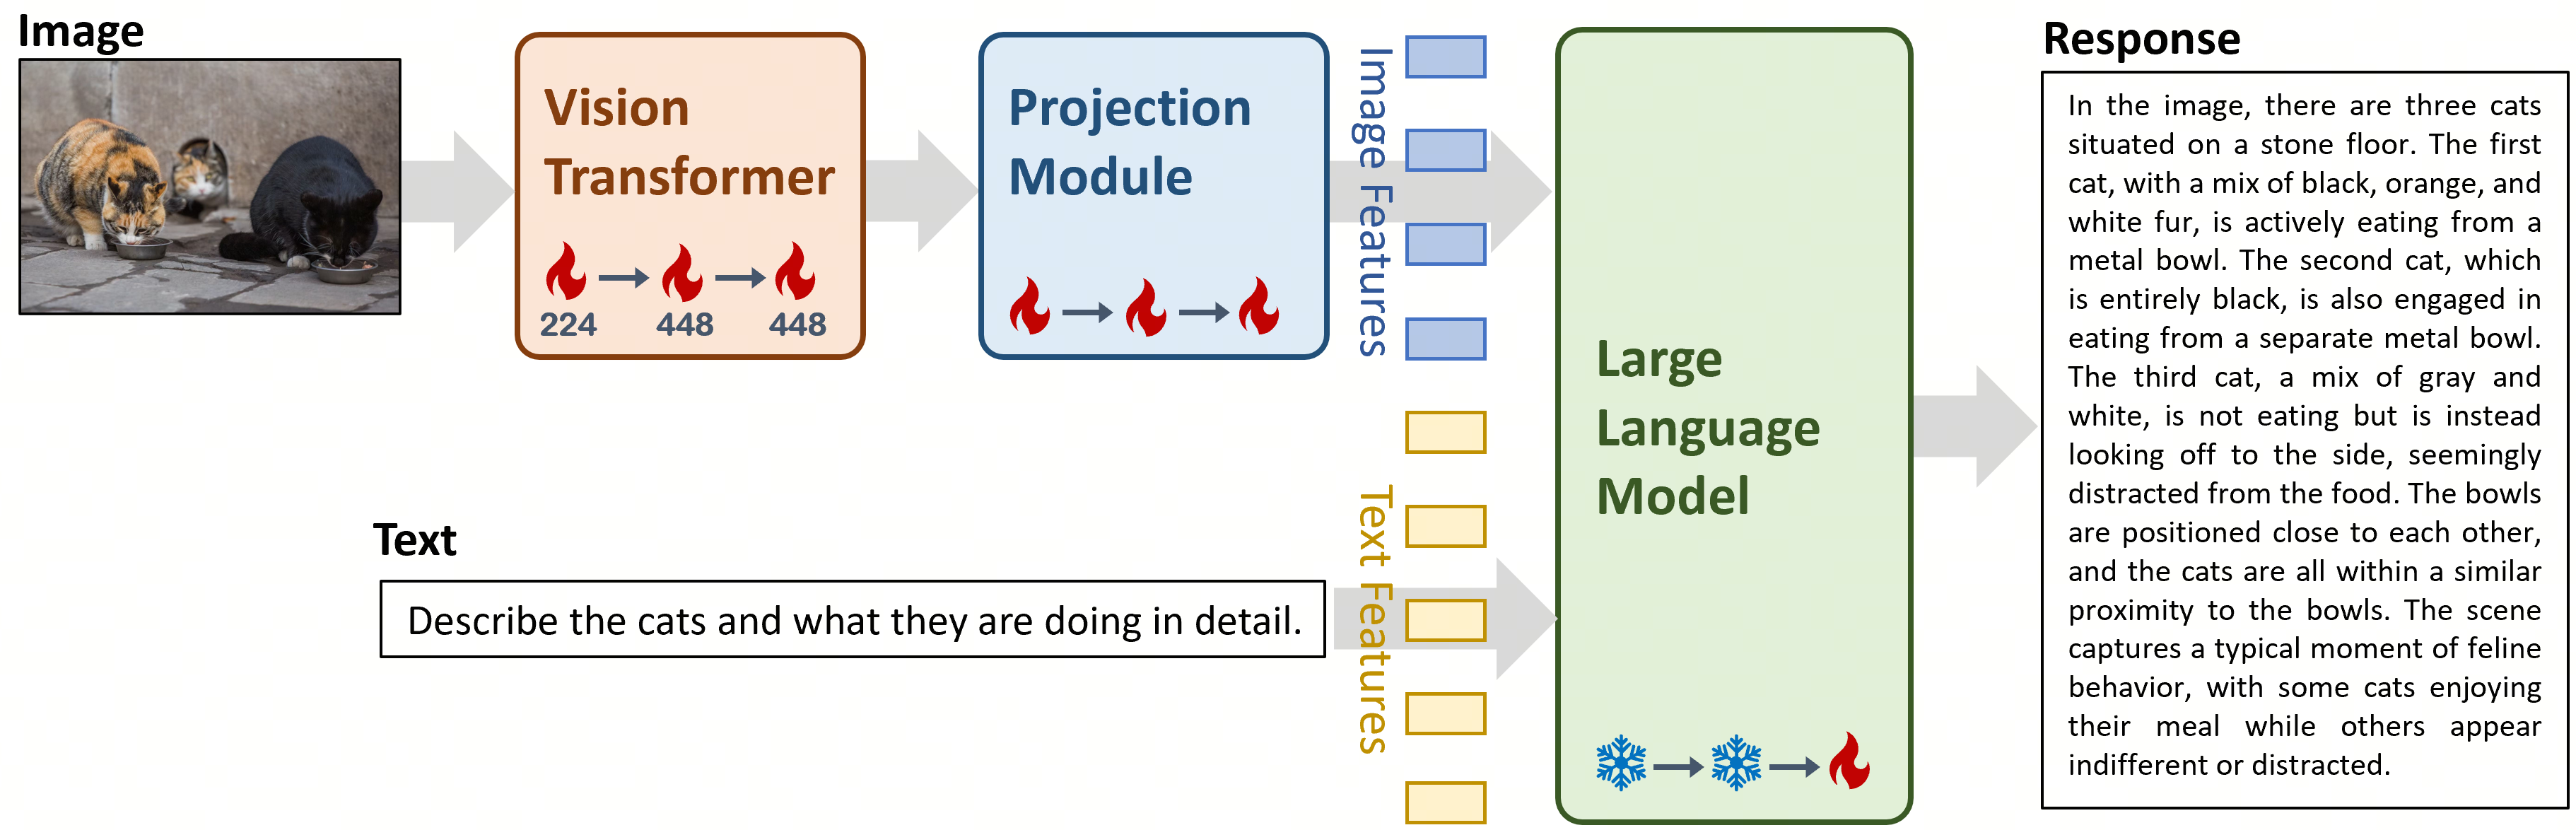 Image
Vision
Transformer
224
448
448
Projection
Module
Image Features
Text
Describe the cats and what they are doing in detail.
Text Features
Large
Language
Model
Response
In the image, there are three cats
situated on a stone floor. The first
cat, with a mix of black, orange, and
white fur, is actively eating from a
metal bowl. The second cat, which
is entirely black, is also engaged in
eating from a separate metal bowl.
The third cat, a mix of gray and
white, is not eating but is instead
looking off to the side, seemingly
distracted from the food. The bowls
are positioned close to each other,
and the cats are all within a similar
proximity to the bowls. The scene
captures a typical moment of feline
behavior, with some cats enjoying
their meal while others appear
indifferent or distracted.